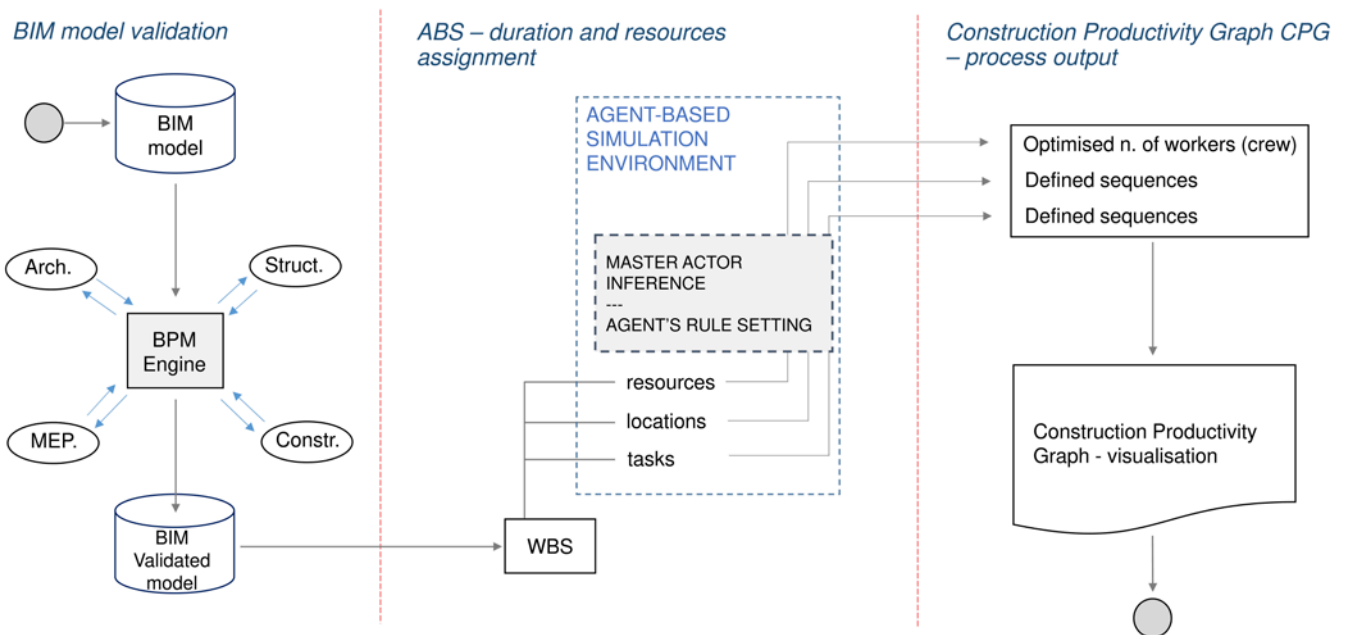 BIM model validation
BIM
model
Arch.
Struct.
BPM
Engine
MEP.
Constr.
BIM
Validated
model
ABS – duration and resources
assignment
AGENT-BASED
SIMULATION
ENVIRONMENT
MASTER ACTOR
INFERENCE
---
AGENT'S RULE SETTING
resources
locations
tasks
WBS
Construction Productivity Graph CPG
– process output
Optimised n. of workers (crew)
Defined sequences
Defined sequences
Construction Productivity
Graph - visualisation